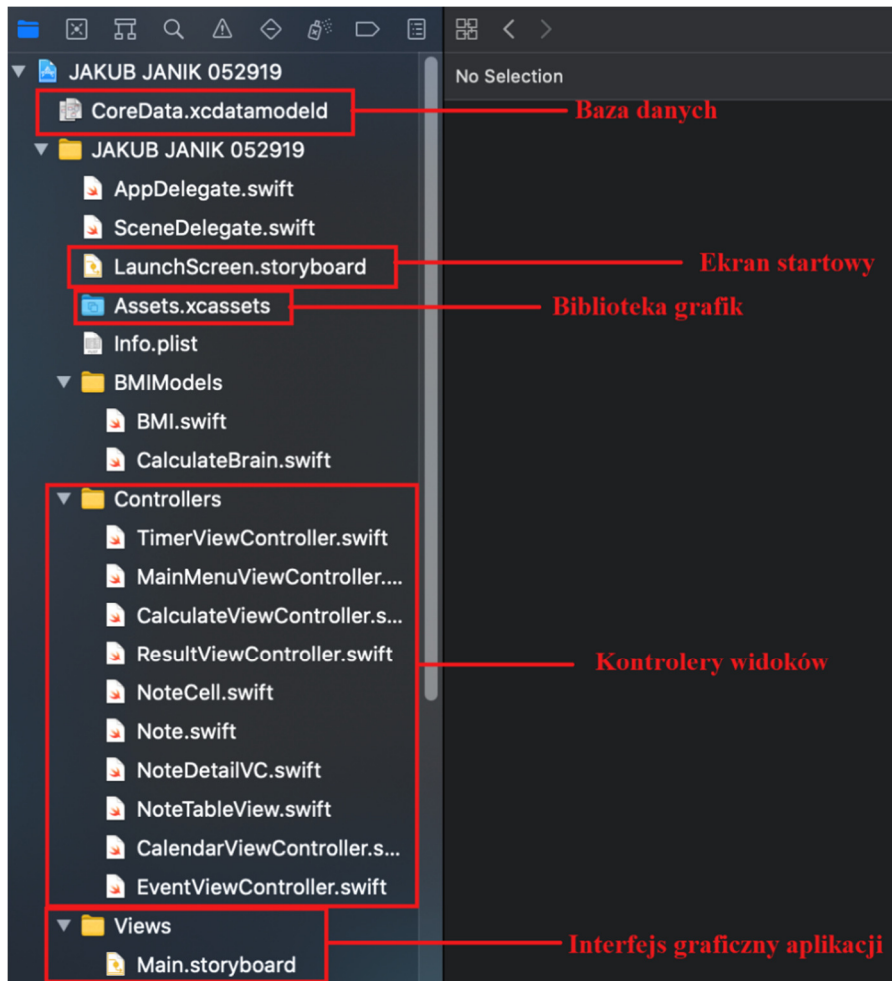 JAKUB JANIK 052919
No Selection
CoreData.xcdatamodeld
Baza danych
JAKUB JANIK 052919
AppDelegate.swift
SceneDelegate.swift
LaunchScreen.storyboard
Ekran startowy
Assets.xcassets
Biblioteka grafik
Info.plist
BMIModels
BMI.swift
CalculateBrain.swift
Controllers
TimerViewController.swift
MainMenuViewController....
CalculateViewController.s...
ResultViewController.swift
Kontrolery widoków
NoteCell.swift
Note.swift
NoteDetailVC.swift
NoteTableView.swift
CalendarViewController.s...
EventViewController.swift
Views
Interfejs graficzny aplikacji
Main.storyboard